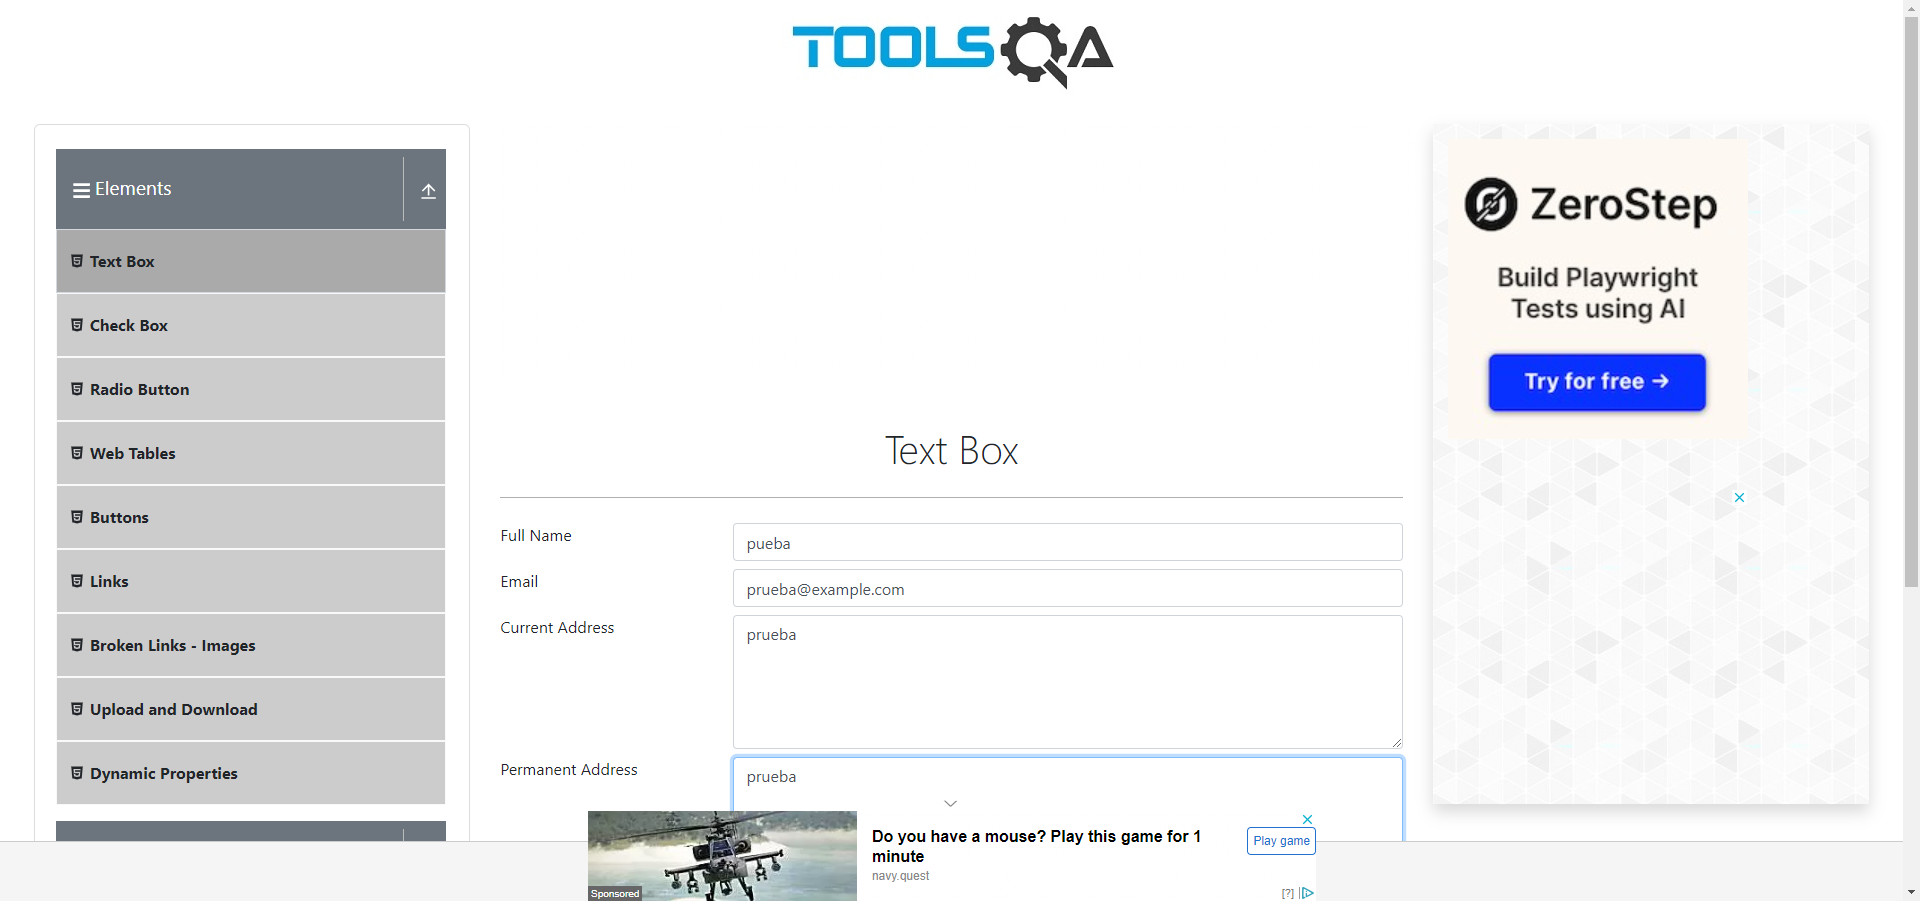 TOOLSQA
Elements
Text Box
Check Box
Radio Button
Web Tables
Buttons
Links
Broken Links - Images
Upload and Download
Dynamic Properties
Text Box
Full Name
pueba
Email
prueba@example.com
Current Address
prueba
Permanent Address
prueba
ZeroStep
Build Playwright
Tests using AI
Try for free →
Do you have a mouse? Play this game for 1
minute
navy.quest
Play game
Sponsored
[?]